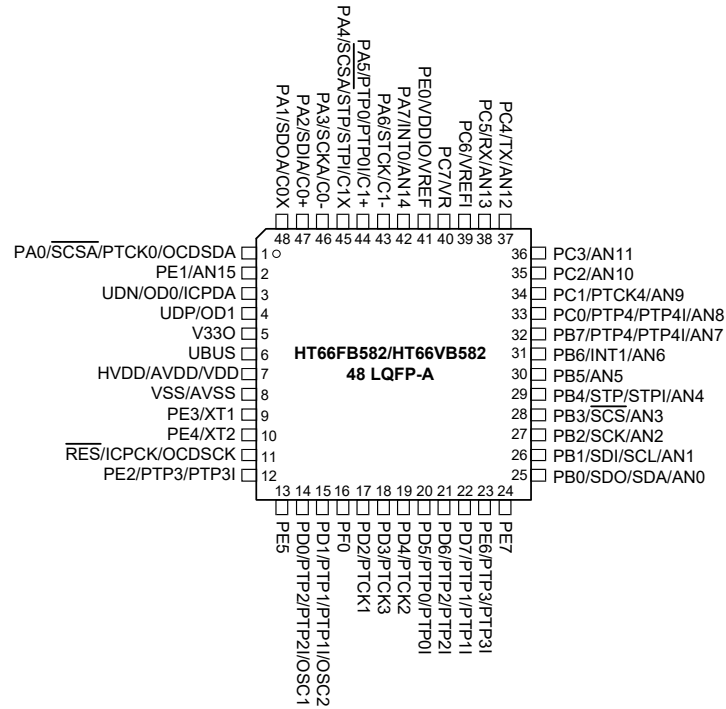 PA1/SDOA/C0X
PA2/SDIA/C0+
PA3/SCKA/C0-
PA4/SCSA/STP/STPI/C1X
PA5/PTP0/PTP0I/C1+
PA6/STCK/C1-
PA7/INT0/AN14
PE0/VDDIO/VREF
PC7/VR
PC6/VREFI
PC5/RX/AN13
PC4/TX/AN12
48 47 46 45 44 43 42 41 40 39 38 37
PA0/SCSA/PTCK0/OCDSDA 1
PE1/AN15 2
UDN/OD0/ICPDA 3
UDP/OD1 4
V33O 5
UBUS 6
HVDD/AVDD/VDD 7
VSS/AVSS 8
PE3/XT1 9
PE4/XT2 10
RES/ICPCK/OCDSCK 11
PE2/PTP3/PTP3I 12
HT66FB582/HT66VB582
48 LQFP-A
36 PC3/AN11
35 PC2/AN10
34 PC1/PTCK4/AN9
33 PC0/PTP4/PTP4I/AN8
32 PB7/PTP4/PTP4I/AN7
31 PB6/INT1/AN6
30 PB5/AN5
29 PB4/STP/STPI/AN4
28 PB3/SCS/AN3
27 PB2/SCK/AN2
26 PB1/SDI/SCL/AN1
25 PB0/SDO/SDA/AN0
13 14 15 16 17 18 19 20 21 22 23 24
PE5
PD0/PTP2/PTP2I/OSC1
PD1/PTP1/PTP1I/OSC2
PF0
PD2/PTCK1
PD3/PTCK3
PD4/PTCK2
PD5/PTP0/PTP0I
PD6/PTP2/PTP2I
PD7/PTP1/PTP1I
PE6/PTP3/PTP3I
PE7